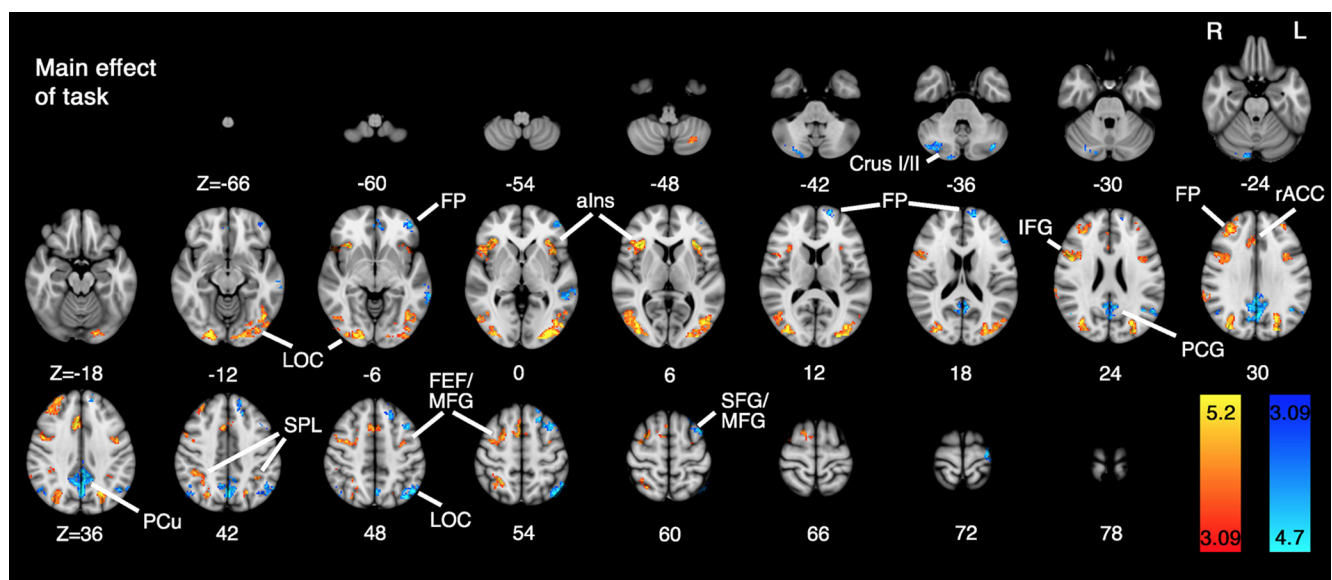 R L
Main effect
of task
Crus I/II
Z=-66 -60 -54 -48 -42 -36 -30 -24
FP aIns FP FP rACC
IFG
LOC PCG
Z=-18 -12 -6 0 6 12 18 24 30
FEF/
MFG
SFG/
MFG
SPL
5.2 3.09
PCu LOC
Z=36 42 48 54 60 66 72 78
3.09 4.7